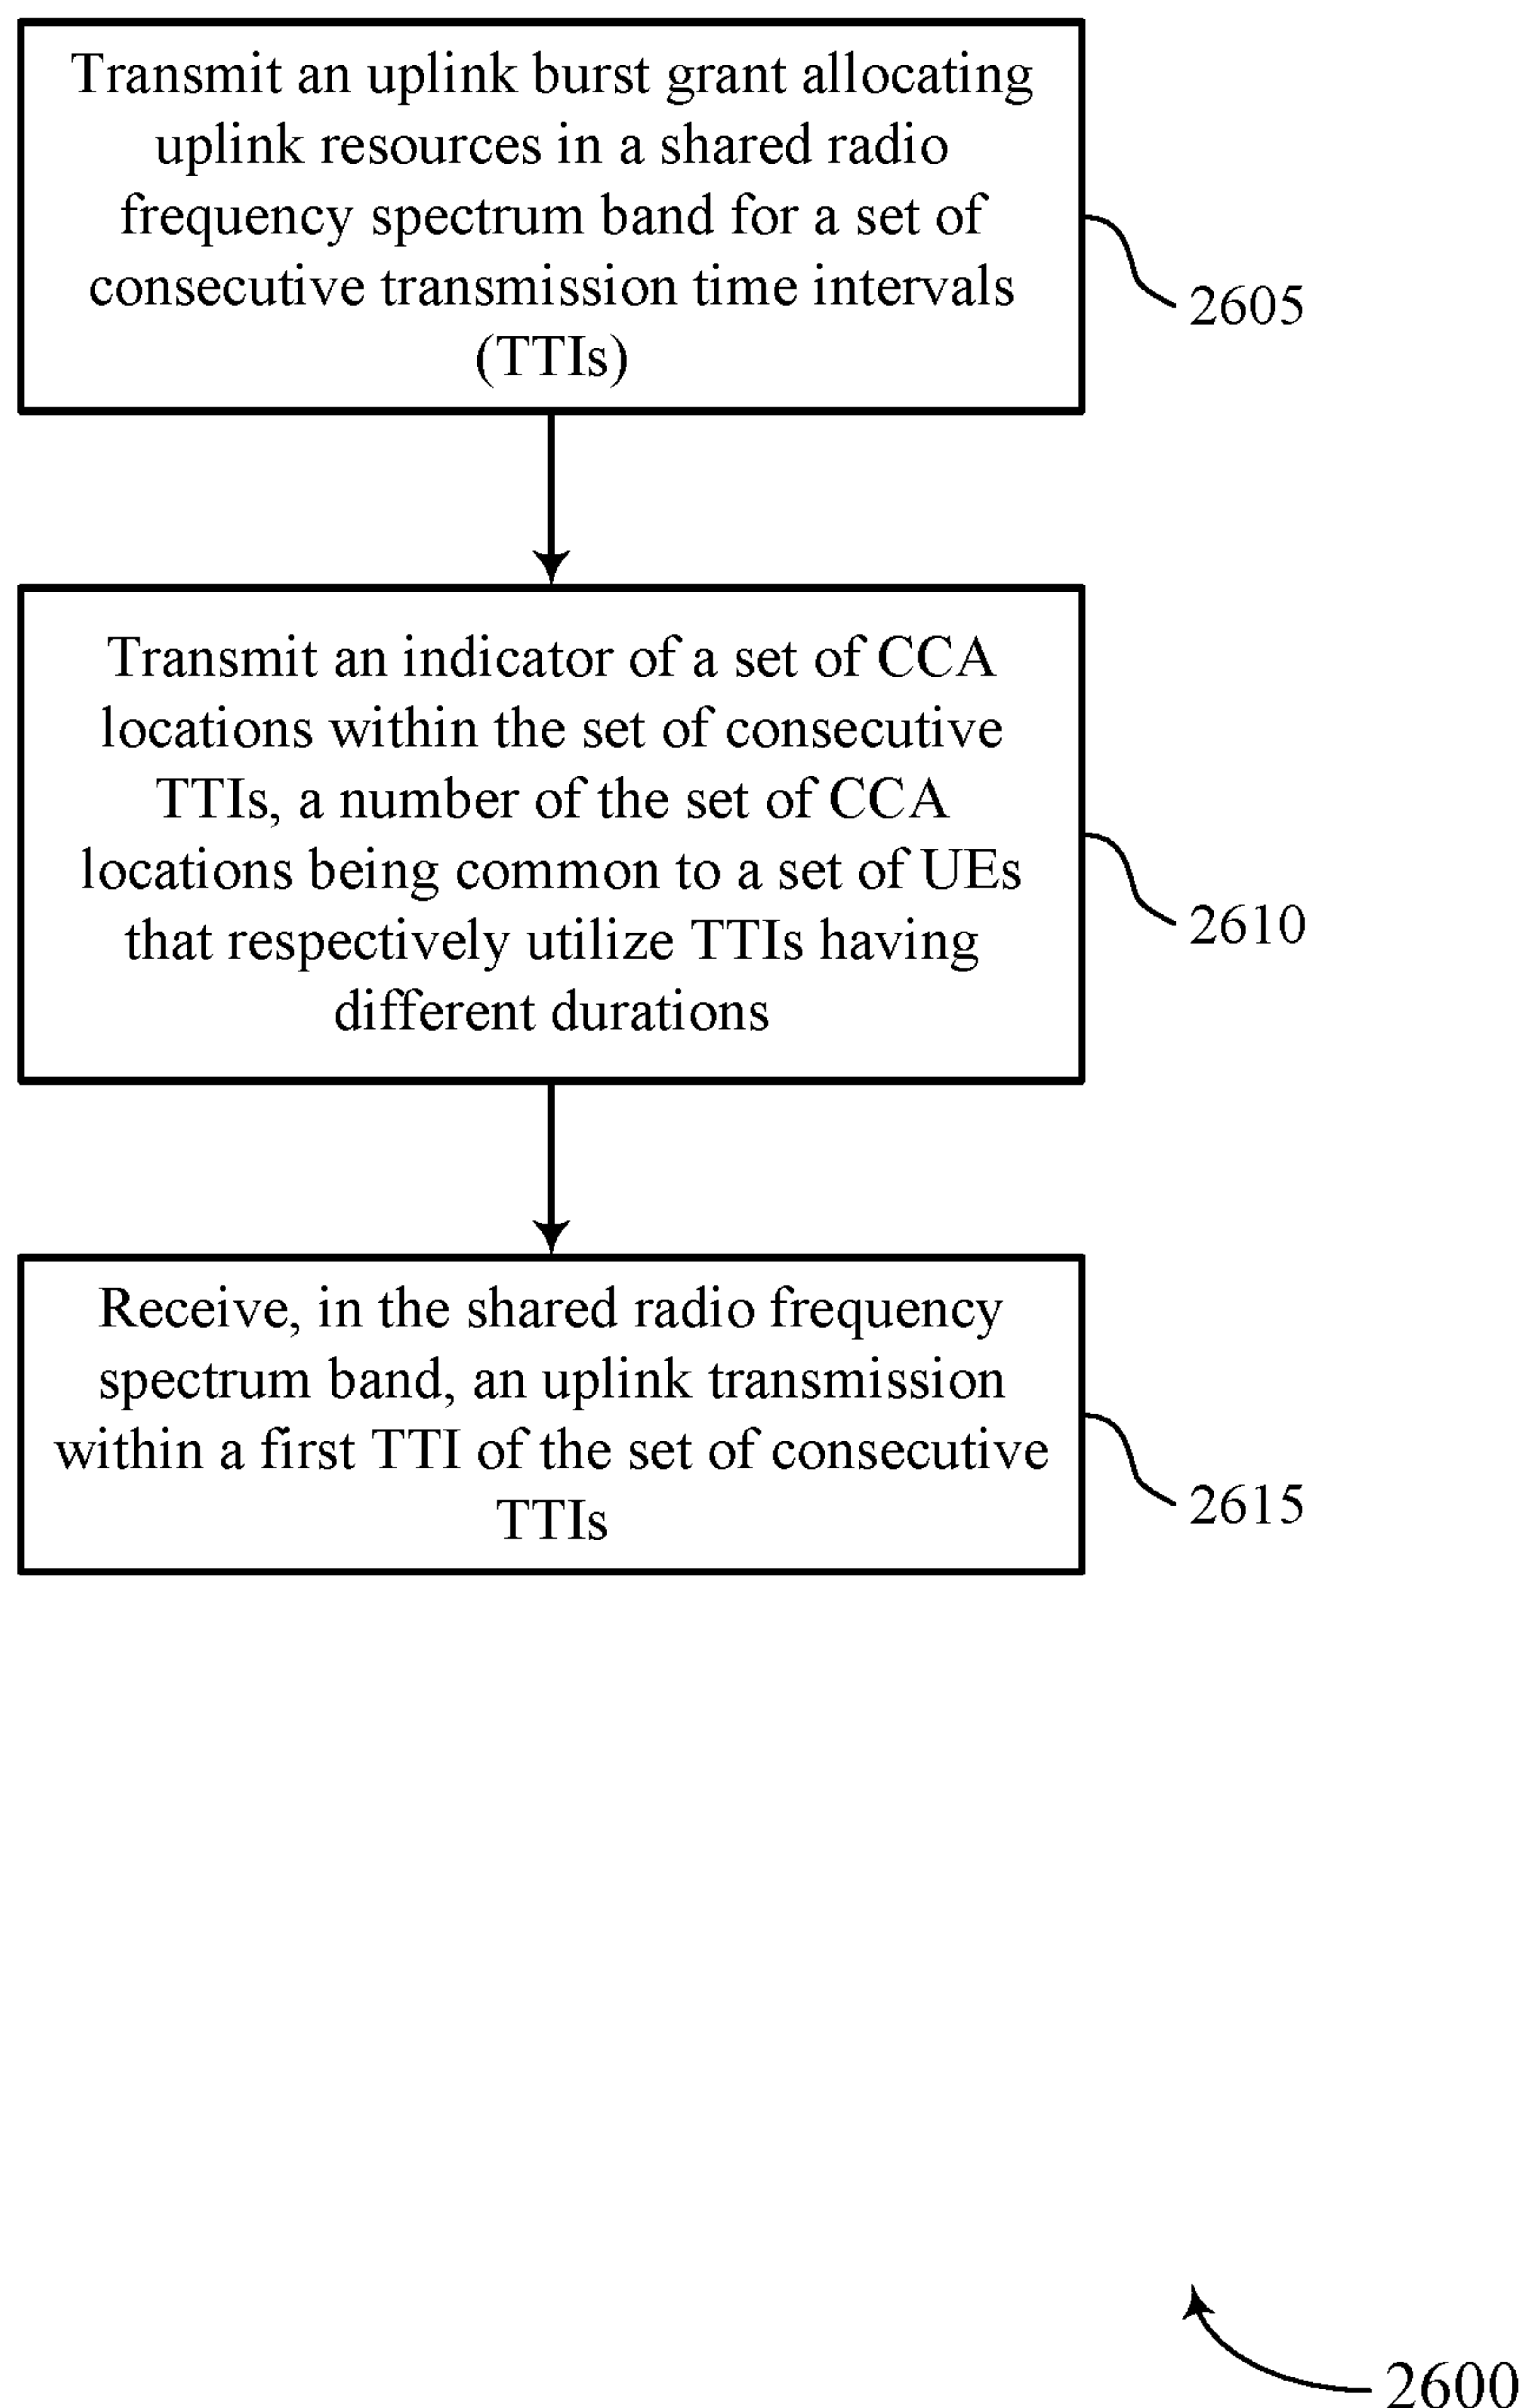 Transmit an uplink burst grant allocating
uplink resources in a shared radio
frequency spectrum band for a set of
consecutive transmission time intervals
(TTIs)
2605
Transmit an indicator of a set of CCA
locations within the set of consecutive
TTIs, a number of the set of CCA
locations being common to a set of UEs
that respectively utilize TTIs having
different durations
2610
Receive, in the shared radio frequency
spectrum band, an uplink transmission
within a first TTI of the set of consecutive
TTIs
2615
2600